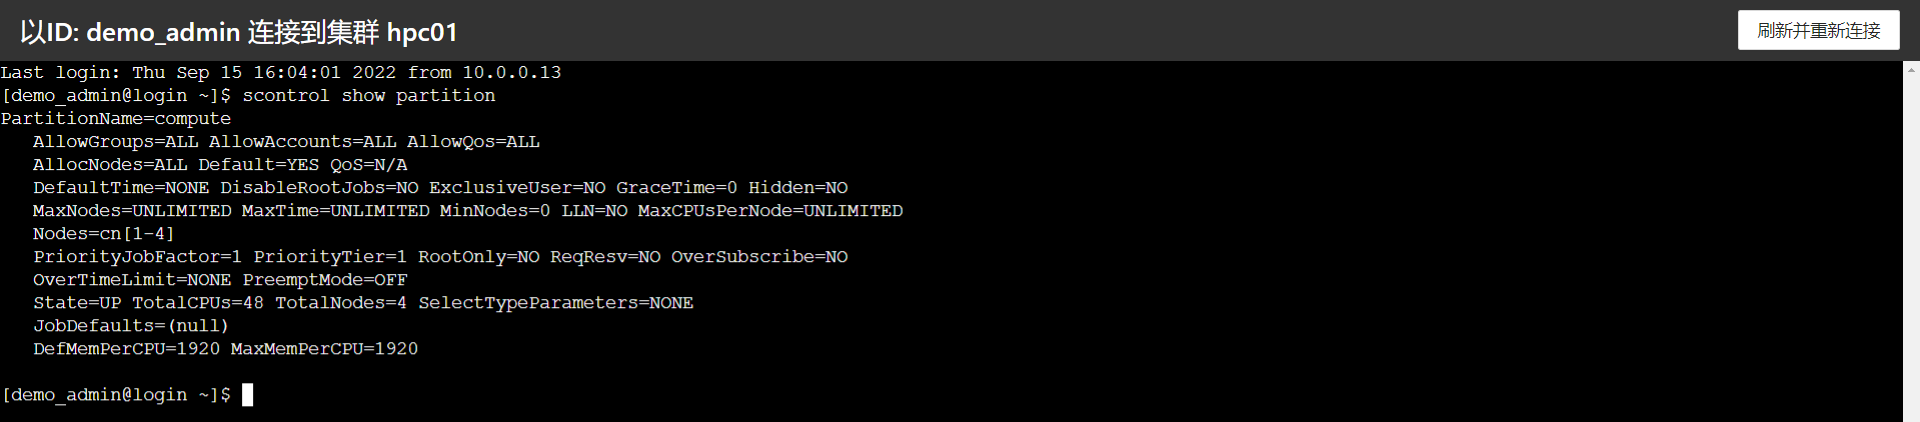 以ID: demo_admin 连接到集群 hpc01
刷新并重新连接
Last login: Thu Sep 15 16:04:01 2022 from 10.0.0.13
[demo_admin@login ~]$ scontrol show partition
PartitionName=compute
   AllowGroups=ALL AllowAccounts=ALL AllowQos=ALL
   AllocNodes=ALL Default=YES QoS=N/A
   DefaultTime=NONE DisableRootJobs=NO ExclusiveUser=NO GraceTime=0 Hidden=NO
   MaxNodes=UNLIMITED MaxTime=UNLIMITED MinNodes=0 LLN=NO MaxCPUsPerNode=UNLIMITED
   Nodes=cn[1-4]
   PriorityJobFactor=1 PriorityTier=1 RootOnly=NO ReqResv=NO OverSubscribe=NO
   OverTimeLimit=NONE PreemptMode=OFF
   State=UP TotalCPUs=48 TotalNodes=4 SelectTypeParameters=NONE
   JobDefaults=(null)
   DefMemPerCPU=1920 MaxMemPerCPU=1920
[demo_admin@login ~]$